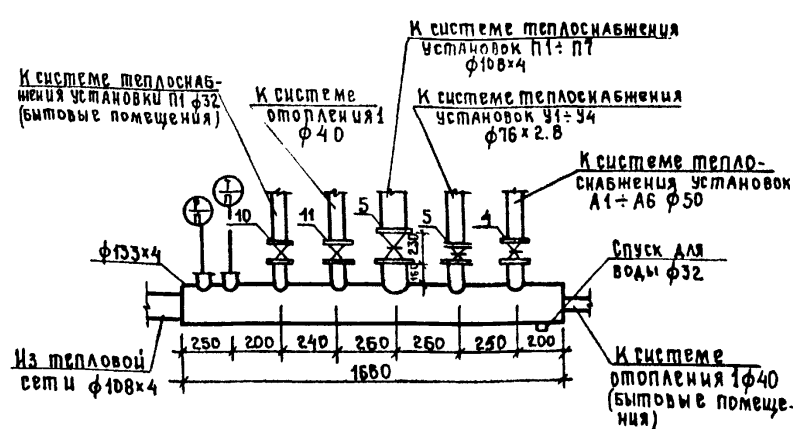 К СИСТЕМЕ ТЕПЛОСНАБЖЕНИЯ
УСТАНОВОК П1÷П7
ф108×4
К СИСТЕМЕ ТЕПЛОСНАБ-
ЖЕНИЯ УСТАНОВКИ П1 ф32
(БЫТОВЫЕ ПОМЕЩЕНИЯ)
К СИСТЕМЕ
ОТОПЛЕНИЯ 1
ф40
К СИСТЕМЕ ТЕПЛОСНАБЖЕНИЯ
УСТАНОВОК У1÷У4
ф76×2.8
К СИСТЕМЕ ТЕПЛО-
СНАБЖЕНИЯ УСТАНОВОК
А1÷А6 ф50
Т
П
Т
П
10
11
5
5
4
230
160
ф133×4
СПУСК ДЛЯ
ВОДЫ ф32
250 200 240 260 260 250 200
1660
ИЗ ТЕПЛОВОЙ
СЕТИ ф108×4
К СИСТЕМЕ
ОТОПЛЕНИЯ 1ф40
(БЫТОВЫЕ ПОМЕЩЕ-
НИЯ)